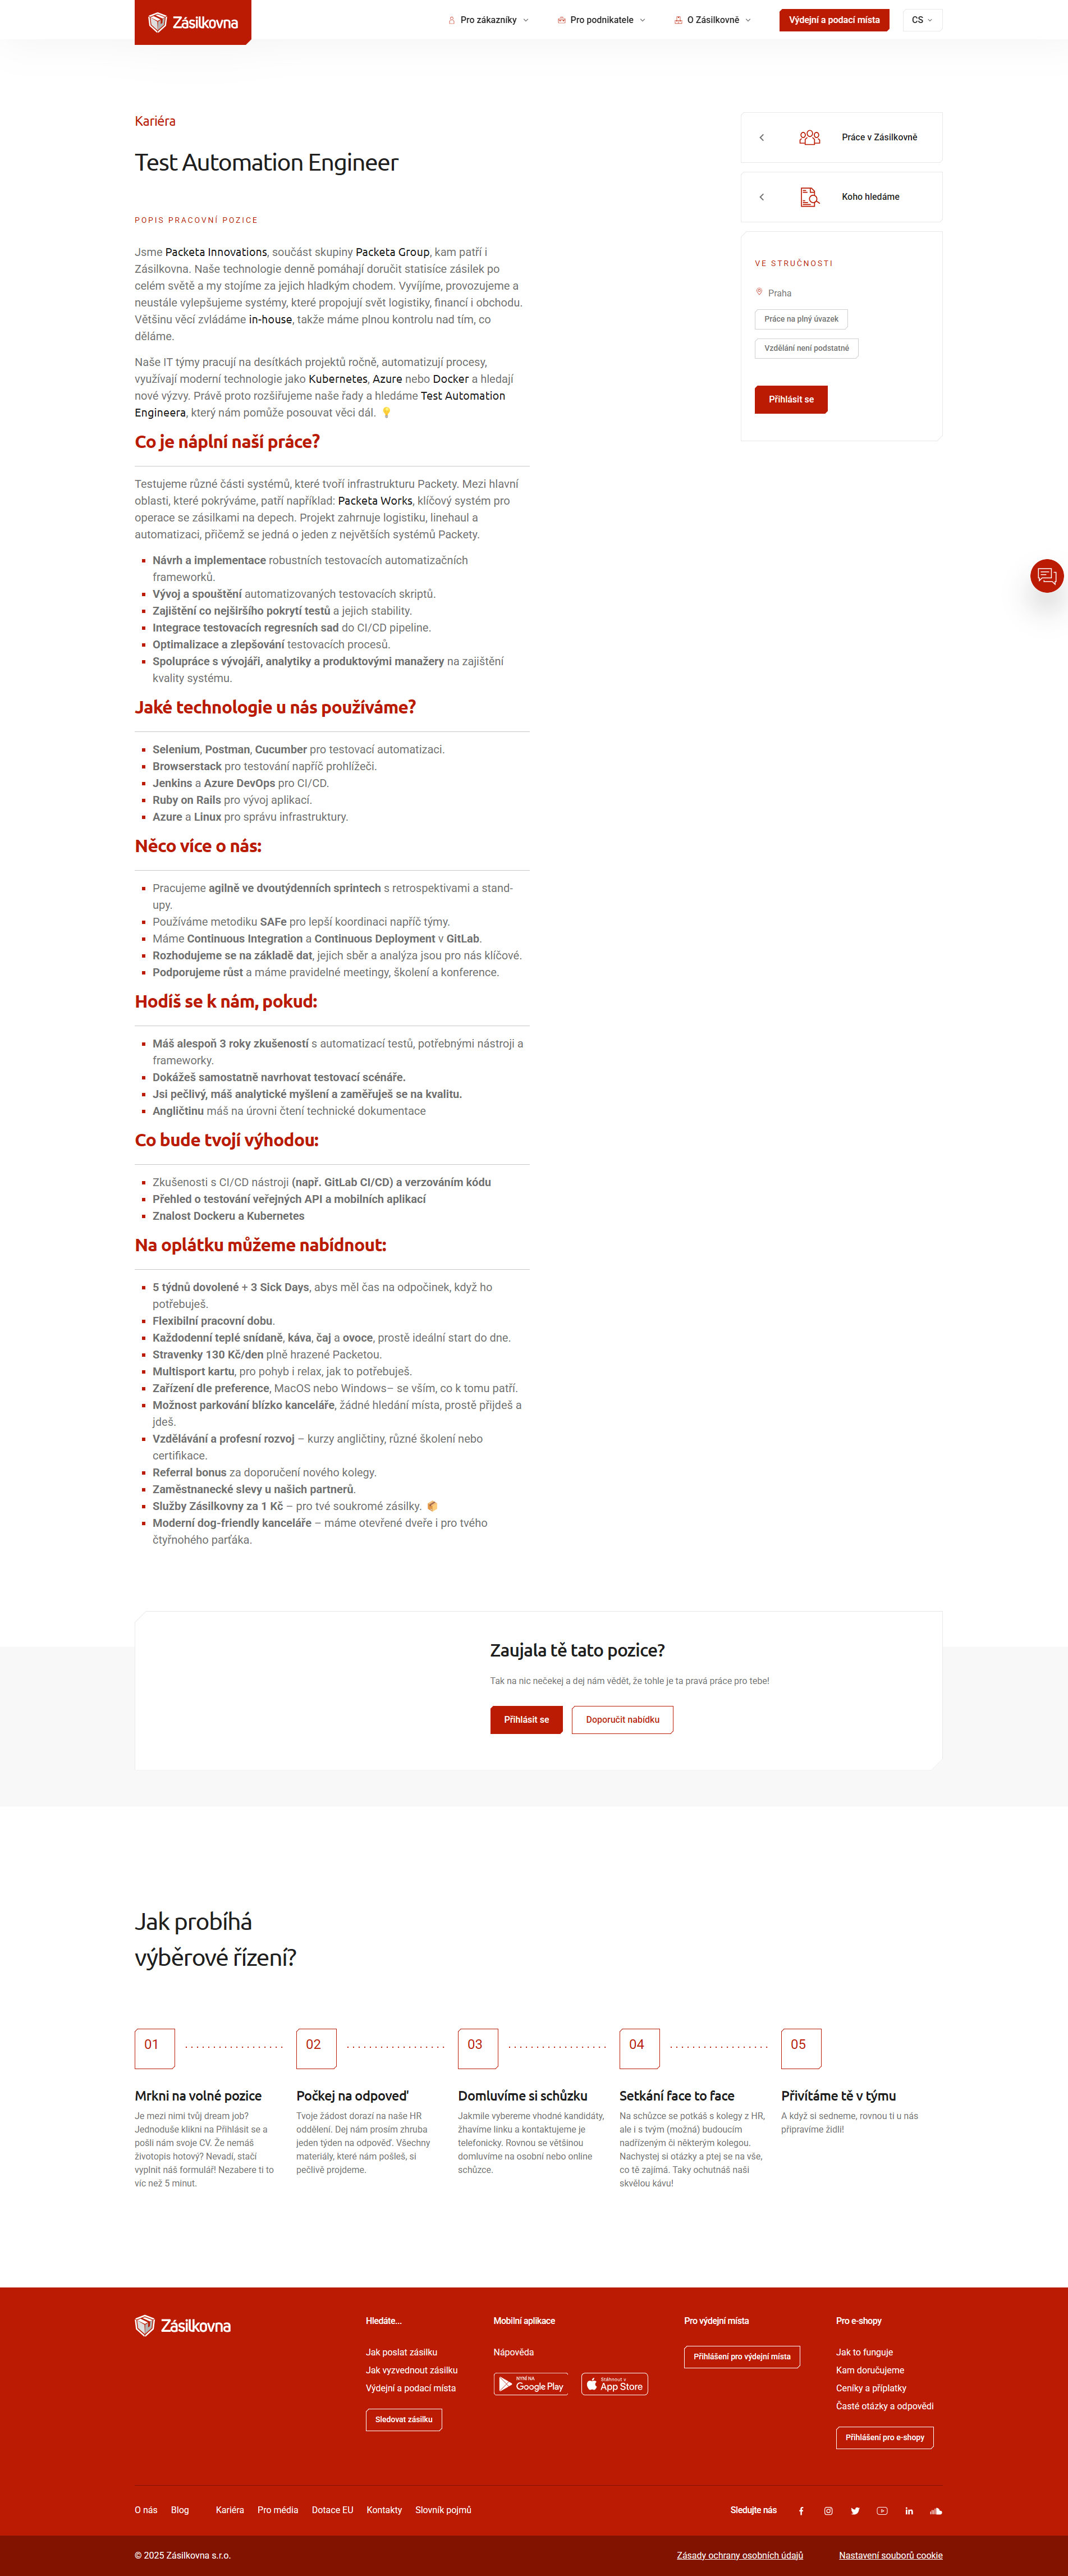 Zásilkovna
Pro zákazníky
Pro podnikatele
O Zásilkovně
Výdejní a podací místa
CS
Kariéra
Test Automation Engineer
POPIS PRACOVNÍ POZICE
Jsme Packeta Innovations, součást skupiny Packeta Group, kam patří i
Zásilkovna. Naše technologie denně pomáhají doručit statisíce zásilek po
celém světě a my stojíme za jejich hladkým chodem. Vyvíjíme, provozujeme a
neustále vylepšujeme systémy, které propojují svět logistiky, financí i obchodu.
Většinu věcí zvládáme in-house, takže máme plnou kontrolu nad tím, co
děláme.
Naše IT týmy pracují na desítkách projektů ročně, automatizují procesy,
využívají moderní technologie jako Kubernetes, Azure nebo Docker a hledají
nové výzvy. Právě proto rozšiřujeme naše řady a hledáme Test Automation
Engineera, který nám pomůže posouvat věci dál. 💡
Co je náplní naší práce?
Testujeme různé části systémů, které tvoří infrastrukturu Packety. Mezi hlavní
oblasti, které pokrýváme, patří například: Packeta Works, klíčový systém pro
operace se zásilkami na depech. Projekt zahrnuje logistiku, linehaul a
automatizaci, přičemž se jedná o jeden z největších systémů Packety.
Návrh a implementace robustních testovacích automatizačních
frameworků.
Vývoj a spouštění automatizovaných testovacích skriptů.
Zajištění co nejširšího pokrytí testů a jejich stability.
Integrace testovacích regresních sad do CI/CD pipeline.
Optimalizace a zlepšování testovacích procesů.
Spolupráce s vývojáři, analytiky a produktovými manažery na zajištění
kvality systému.
Jaké technologie u nás používáme?
Selenium, Postman, Cucumber pro testovací automatizaci.
Browserstack pro testování napříč prohlížeči.
Jenkins a Azure DevOps pro CI/CD.
Ruby on Rails pro vývoj aplikací.
Azure a Linux pro správu infrastruktury.
Něco více o nás:
Pracujeme agilně ve dvoutýdenních sprintech s retrospektivami a stand-
upy.
Používáme metodiku SAFe pro lepší koordinaci napříč týmy.
Máme Continuous Integration a Continuous Deployment v GitLab.
Rozhodujeme se na základě dat, jejich sběr a analýza jsou pro nás klíčové.
Podporujeme růst a máme pravidelné meetingy, školení a konference.
Hodíš se k nám, pokud:
Máš alespoň 3 roky zkušeností s automatizací testů, potřebnými nástroji a
frameworky.
Dokážeš samostatně navrhovat testovací scénáře.
Jsi pečlivý, máš analytické myšlení a zaměřuješ se na kvalitu.
Angličtinu máš na úrovni čtení technické dokumentace
Co bude tvojí výhodou:
Zkušenosti s CI/CD nástroji (např. GitLab CI/CD) a verzováním kódu
Přehled o testování veřejných API a mobilních aplikací
Znalost Dockeru a Kubernetes
Na oplátku můžeme nabídnout:
5 týdnů dovolené + 3 Sick Days, abys měl čas na odpočinek, když ho
potřebuješ.
Flexibilní pracovní dobu.
Každodenní teplé snídaně, káva, čaj a ovoce, prostě ideální start do dne.
Stravenky 130 Kč/den plně hrazené Packetou.
Multisport kartu, pro pohyb i relax, jak to potřebuješ.
Zařízení dle preference, MacOS nebo Windows– se vším, co k tomu patří.
Možnost parkování blízko kanceláře, žádné hledání místa, prostě přijdeš a
jdeš.
Vzdělávání a profesní rozvoj – kurzy angličtiny, různé školení nebo
certifikace.
Referral bonus za doporučení nového kolegy.
Zaměstnanecké slevy u našich partnerů.
Služby Zásilkovny za 1 Kč – pro tvé soukromé zásilky. 📦
Moderní dog-friendly kanceláře – máme otevřené dveře i pro tvého
čtyřnohého parťáka.
Práce v Zásilkovně
Koho hledáme
VE STRUČNOSTI
Praha
Práce na plný úvazek
Vzdělání není podstatné
Přihlásit se
Zaujala tě tato pozice?
Tak na nic nečekej a dej nám vědět, že tohle je ta pravá práce pro tebe!
Přihlásit se
Doporučit nabídku
Jak probíhá
výběrové řízení?
01
Mrkni na volné pozice
Je mezi nimi tvůj dream job?
Jednoduše klikni na Přihlásit se a
pošli nám svoje CV. Že nemáš
životopis hotový? Nevadí, stačí
vyplnit náš formulář! Nezabere ti to
víc než 5 minut.
02
Počkej na odpověď
Tvoje žádost dorazí na naše HR
oddělení. Dej nám prosím zhruba
jeden týden na odpověď. Všechny
materiály, které nám pošleš, si
pečlivě projdeme.
03
Domluvíme si schůzku
Jakmile vybereme vhodné kandidáty,
žhavíme linku a kontaktujeme je
telefonicky. Rovnou se většinou
domluvíme na osobní nebo online
schůzce.
04
Setkání face to face
Na schůzce se potkáš s kolegy z HR,
ale i s tvým (možná) budoucím
nadřízeným či některým kolegou.
Nachystej si otázky a ptej se na vše,
co tě zajímá. Taky ochutnáš naši
skvělou kávu!
05
Přivítáme tě v týmu
A když si sedneme, rovnou ti u nás
připravíme židli!
Zásilkovna
Hledáte...
Jak poslat zásilku
Jak vyzvednout zásilku
Výdejní a podací místa
Sledovat zásilku
Mobilní aplikace
Nápověda
NYNÍ NA
Google Play
Stáhnout v
App Store
Pro výdejní místa
Přihlášení pro výdejní místa
Pro e-shopy
Jak to funguje
Kam doručujeme
Ceníky a příplatky
Časté otázky a odpovědi
Přihlášení pro e-shopy
O nás
Blog
Kariéra
Pro média
Dotace EU
Kontakty
Slovník pojmů
Sledujte nás
© 2025 Zásilkovna s.r.o.
Zásady ochrany osobních údajů
Nastavení souborů cookie